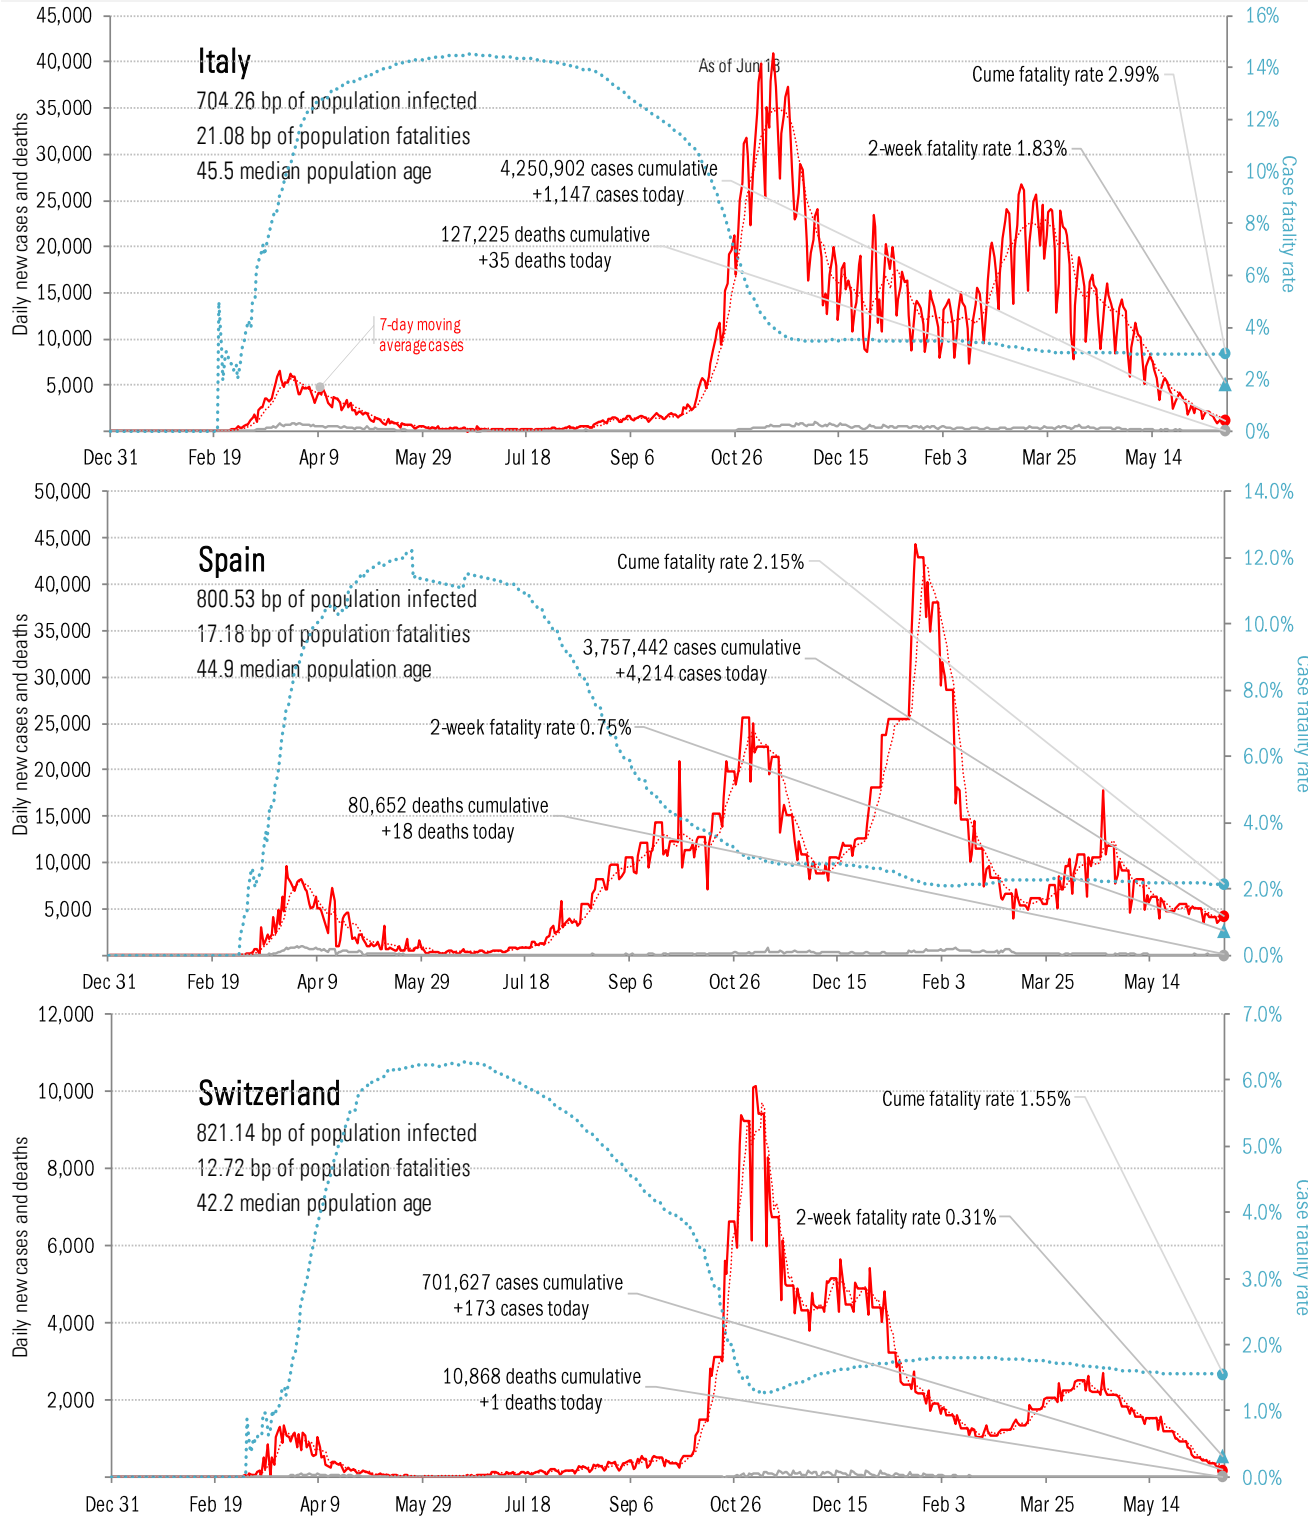 45,000
40,000
35,000
30,000
25,000
20,000
15,000
10,000
5,000
Daily new cases and deaths
Italy
704.26 bp of population infected
21.08 bp of population fatalities
45.5 median population age
As of Jun 13
Cume fatality rate 2.99%
2-week fatality rate 1.83%
4,250,902 cases cumulative
+1,147 cases today
127,225 deaths cumulative
+35 deaths today
7-day moving
average cases
16%
14%
12%
10%
8%
6%
4%
2%
0%
Case fatality rate
Dec 31
Feb 19
Apr 9
May 29
Jul 18
Sep 6
Oct 26
Dec 15
Feb 3
Mar 25
May 14
50,000
45,000
40,000
35,000
30,000
25,000
20,000
15,000
10,000
5,000
Daily new cases and deaths
Spain
800.53 bp of population infected
17.18 bp of population fatalities
44.9 median population age
Cume fatality rate 2.15%
3,757,442 cases cumulative
+4,214 cases today
2-week fatality rate 0.75%
80,652 deaths cumulative
+18 deaths today
14.0%
12.0%
10.0%
8.0%
6.0%
4.0%
2.0%
0.0%
Case fatality rate
Dec 31
Feb 19
Apr 9
May 29
Jul 18
Sep 6
Oct 26
Dec 15
Feb 3
Mar 25
May 14
12,000
10,000
8,000
6,000
4,000
2,000
Daily new cases and deaths
Switzerland
821.14 bp of population infected
12.72 bp of population fatalities
42.2 median population age
Cume fatality rate 1.55%
2-week fatality rate 0.31%
701,627 cases cumulative
+173 cases today
10,868 deaths cumulative
+1 deaths today
7.0%
6.0%
5.0%
4.0%
3.0%
2.0%
1.0%
0.0%
Case fatality rate
Dec 31
Feb 19
Apr 9
May 29
Jul 18
Sep 6
Oct 26
Dec 15
Feb 3
Mar 25
May 14